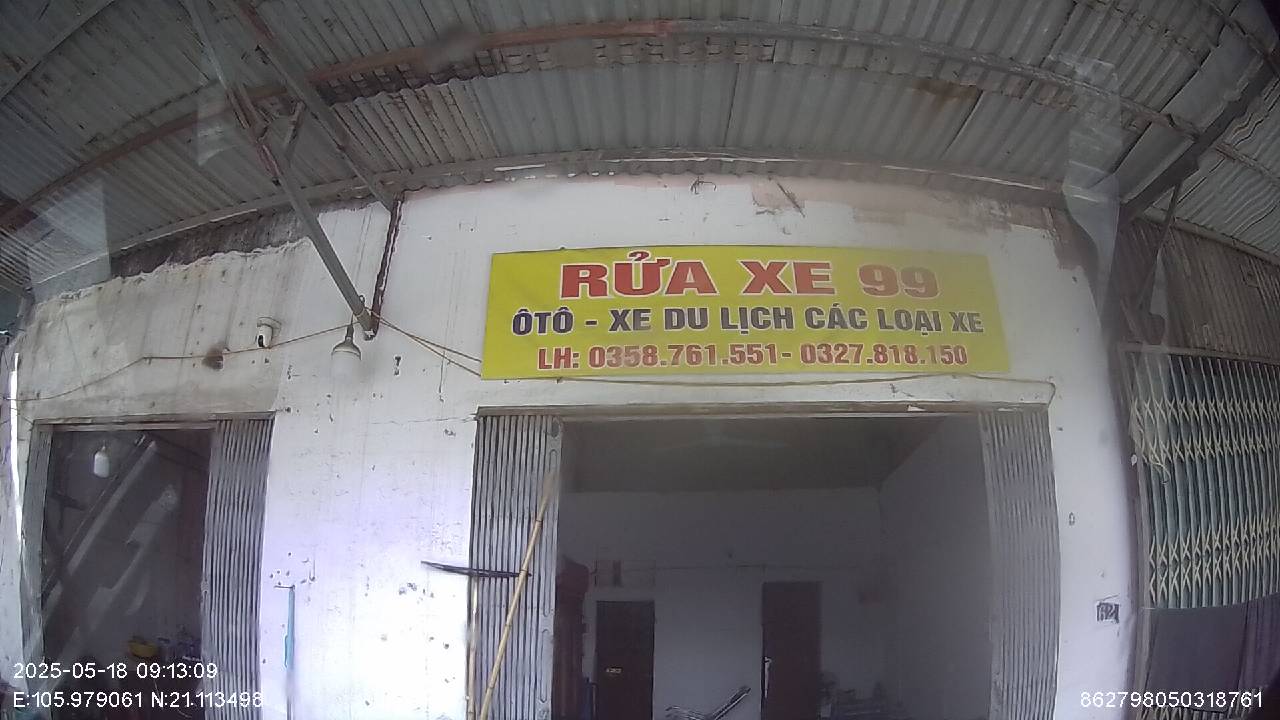 RỬA XE 99
ÔTÔ - XE DU LỊCH CÁC LOẠI XE
LH: 0358.761.551- 0327.818.150
2025-05-18 09:13:09
E:105.979061 N:21.113498
862798050318761